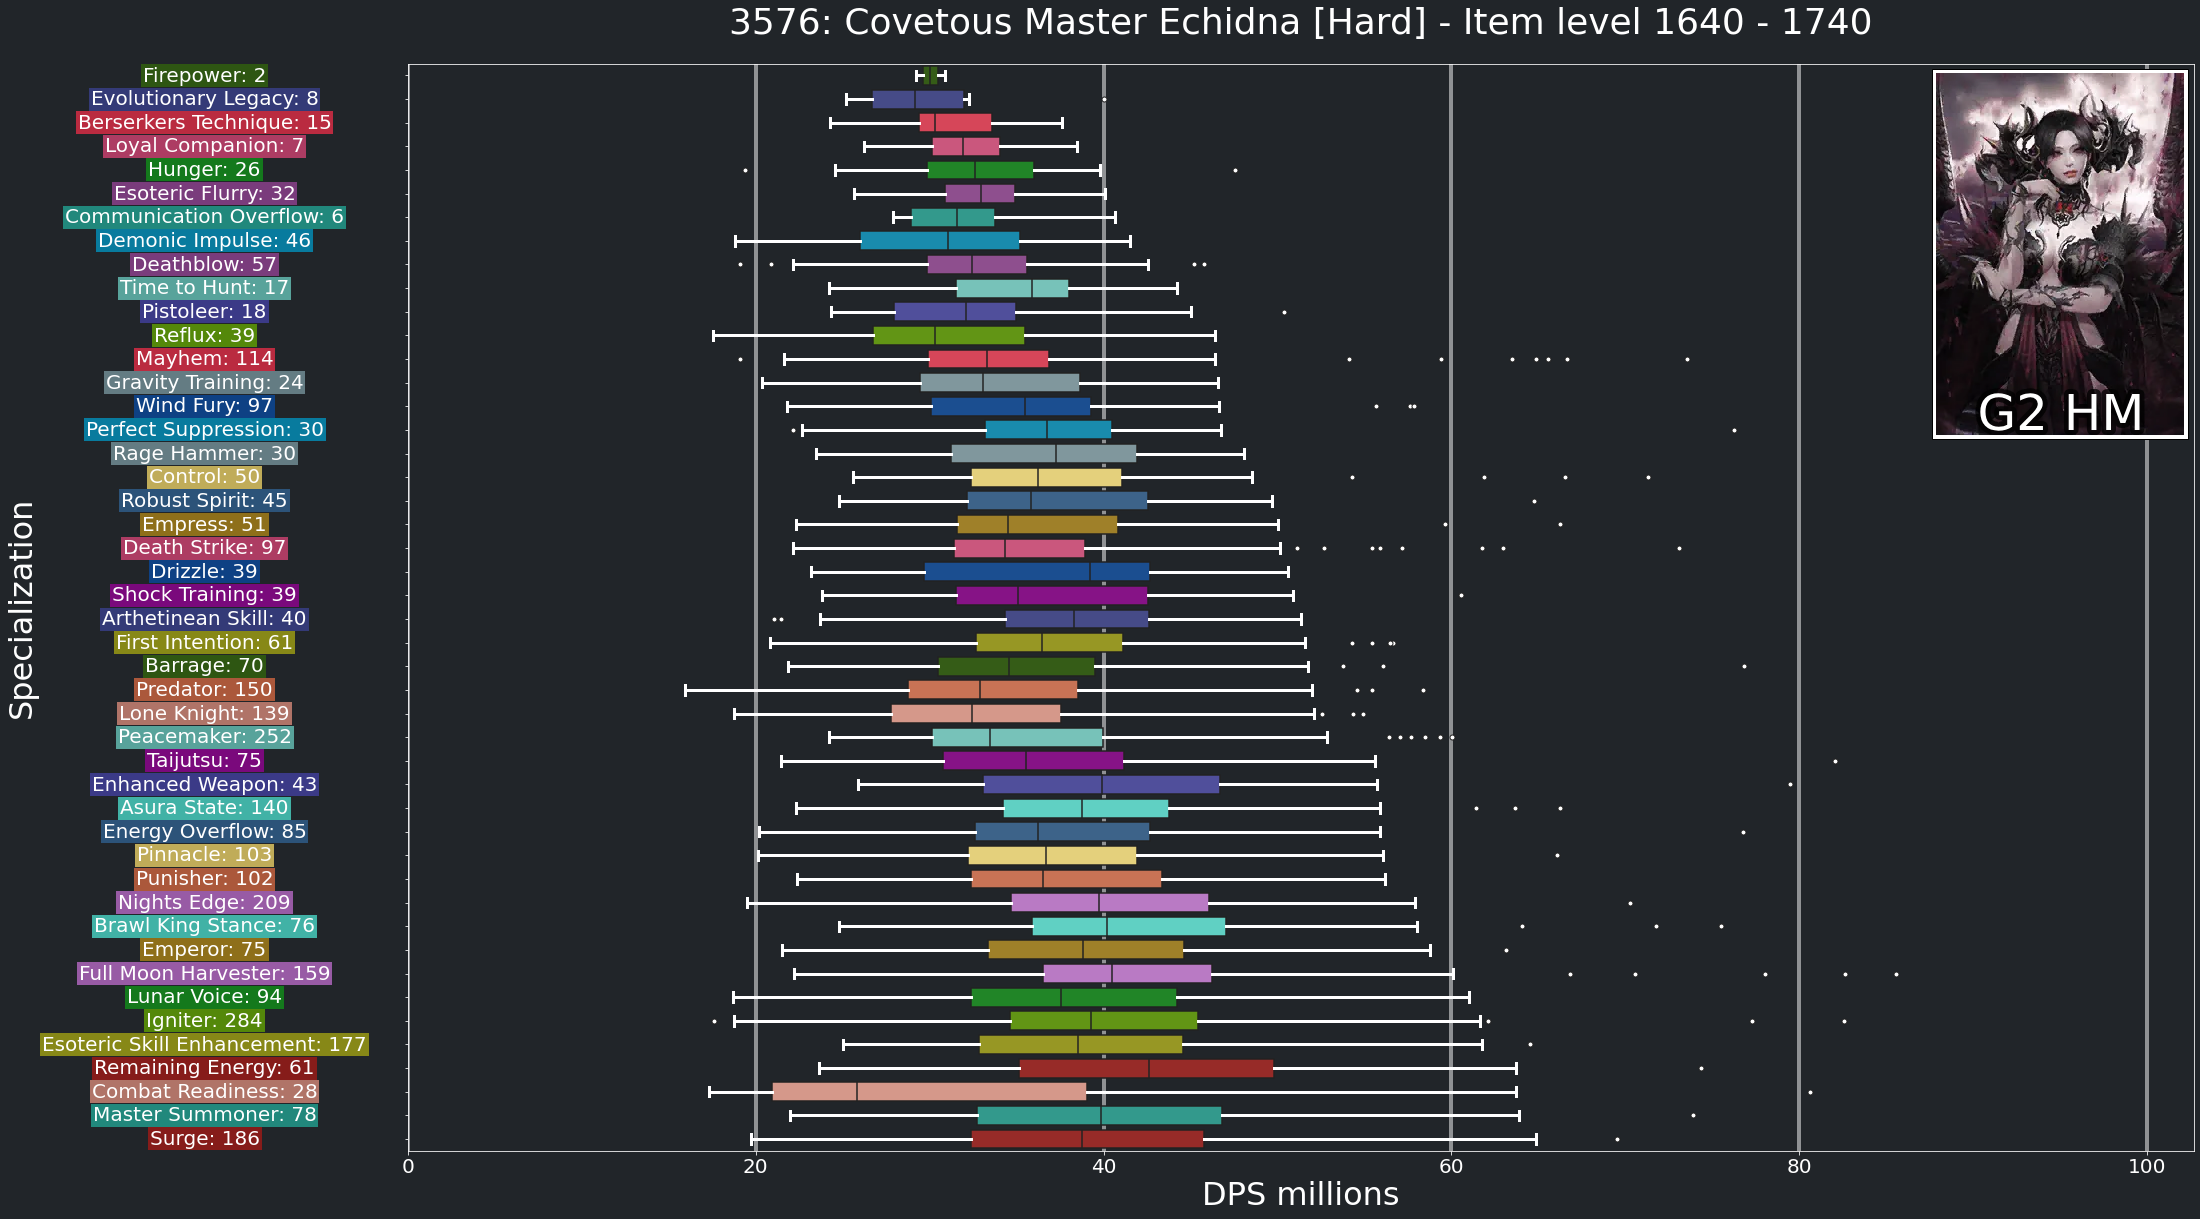 3576: Covetous Master Echidna [Hard] - Item level 1640 - 1740
Firepower: 2
Evolutionary Legacy: 8
Berserkers Technique: 15
Loyal Companion: 7
Hunger: 26
Esoteric Flurry: 32
Communication Overflow: 6
Demonic Impulse: 46
Deathblow: 57
Time to Hunt: 17
Pistoleer: 18
Reflux: 39
Mayhem: 114
Gravity Training: 24
Wind Fury: 97
Perfect Suppression: 30
Rage Hammer: 30
Control: 50
Robust Spirit: 45
Empress: 51
Death Strike: 97
Drizzle: 39
Shock Training: 39
Arthetinean Skill: 40
First Intention: 61
Barrage: 70
Predator: 150
Lone Knight: 139
Peacemaker: 252
Taijutsu: 75
Enhanced Weapon: 43
Asura State: 140
Energy Overflow: 85
Pinnacle: 103
Punisher: 102
Nights Edge: 209
Brawl King Stance: 76
Emperor: 75
Full Moon Harvester: 159
Lunar Voice: 94
Igniter: 284
Esoteric Skill Enhancement: 177
Remaining Energy: 61
Combat Readiness: 28
Master Summoner: 78
Surge: 186
Specialization
G2 HM
0 20 40 60 80 100
DPS millions